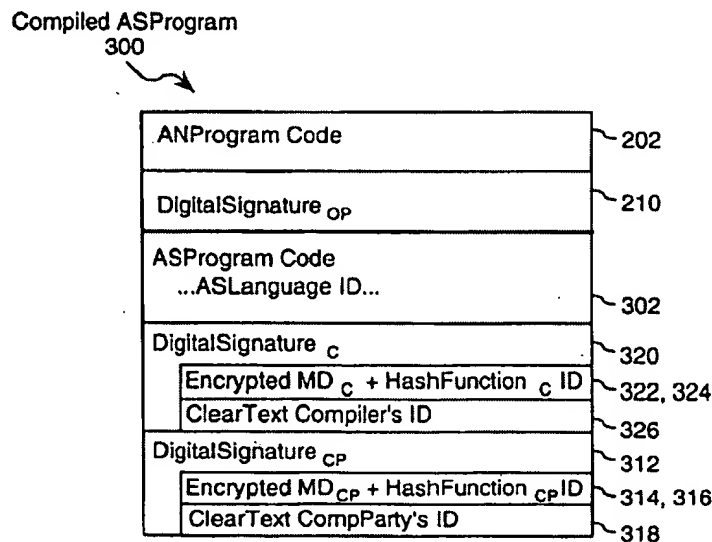 Compiled ASProgram
300
ANProgram Code
202
DigitalSignature OP
210
ASProgram Code
...ASLanguage ID...
302
DigitalSignature C
320
Encrypted MD C + HashFunction C ID
322, 324
ClearText Compiler's ID
326
DigitalSignature CP
312
Encrypted MD CP + HashFunction CP ID
314, 316
ClearText CompParty's ID
318